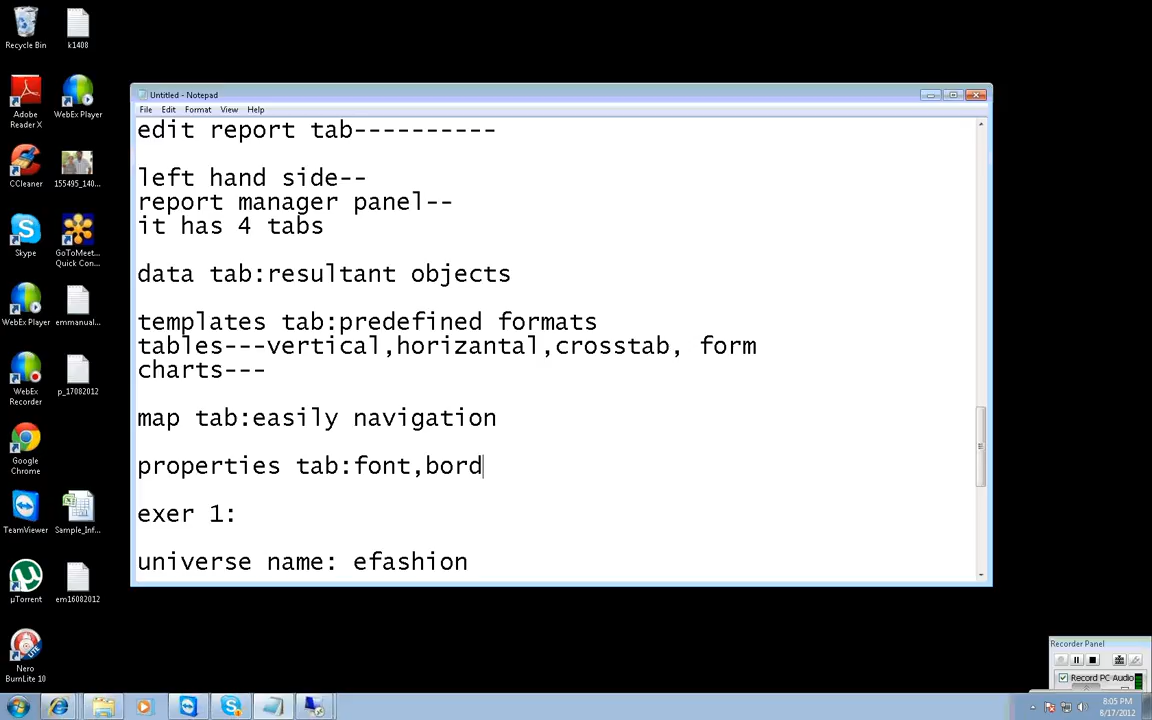 Recycle Bin
k1408
Adobe
Reader X
WebEx Player
CCleaner
155495_140...
Skype
GoToMeet...
Quick Con...
WebEx Player
emmanual...
WebEx
Recorder
p_17082012
Google
Chrome
TeamViewer
Sample_Inf...
µTorrent
em16082012
Nero
BurnLite 10
Untitled - Notepad
File Edit Format View Help
edit report tab----------
left hand side--
report manager panel--
it has 4 tabs
data tab:resultant objects
templates tab:predefined formats
tables---vertical,horizantal,crosstab, form
charts---
map tab:easily navigation
properties tab:font,bord
exer 1:
universe name: efashion
Recorder Panel
Record PC Audio
8:05 PM
8/17/2012